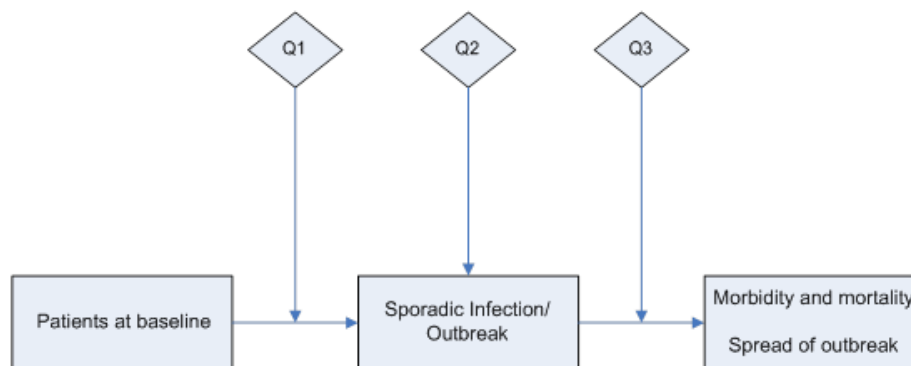 Q1
Q2
Q3
Patients at baseline
Sporadic Infection/
Outbreak
Morbidity and mortality
Spread of outbreak